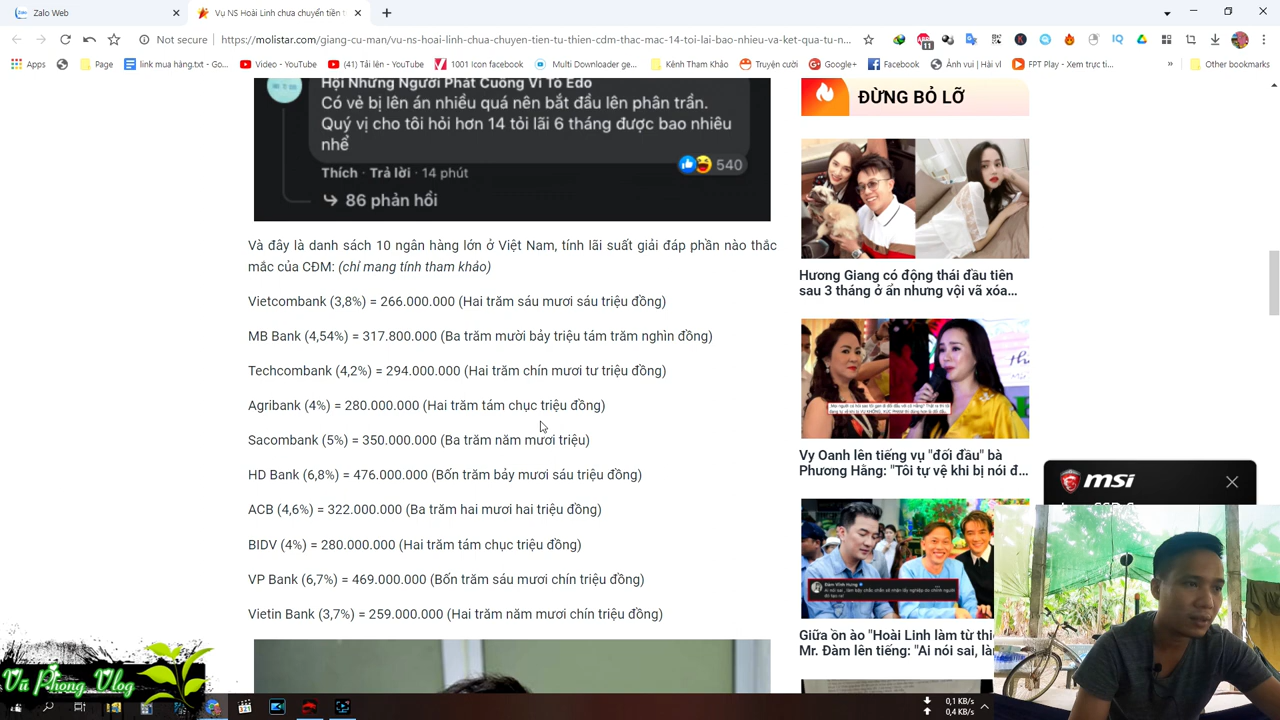 Zalo Web
Vụ NS Hoài Linh chưa chuyển tiền t
Not secure
https://molistar.com/giang-cu-man/vu-ns-hoai-linh-chua-chuyen-tien-tu-thien-cdm-thac-mac-14-toi-lai-bao-nhieu-va-ket-qua-tu-n...
11
Apps
Page
link mua hàng.txt - Go...
Video - YouTube
(41) Tải lên - YouTube
1001 Icon facebook
Multi Downloader ge...
Kênh Tham Khảo
Truyện cười
Google+
Facebook
Ảnh vui | Hài vl
FPT Play - Xem trực ti...
»
Other bookmarks
Hội Những Người Phát Cuồng Vì Tô Edo
Có vẻ bị lên án nhiều quá nên bắt đầu lên phân trần.
Quý vị cho tôi hỏi hơn 14 tỏi lãi 6 tháng được bao nhiêu
nhể
540
Thích · Trả lời · 14 phút
86 phản hồi
Và đây là danh sách 10 ngân hàng lớn ở Việt Nam, tính lãi suất giải đáp phần nào thắc
mắc của CĐM: (chỉ mang tính tham khảo)
Vietcombank (3,8%) = 266.000.000 (Hai trăm sáu mươi sáu triệu đồng)
MB Bank (4,54%) = 317.800.000 (Ba trăm mười bảy triệu tám trăm nghìn đồng)
Techcombank (4,2%) = 294.000.000 (Hai trăm chín mươi tư triệu đồng)
Agribank (4%) = 280.000.000 (Hai trăm tám chục triệu đồng)
Sacombank (5%) = 350.000.000 (Ba trăm năm mươi triệu)
HD Bank (6,8%) = 476.000.000 (Bốn trăm bảy mươi sáu triệu đồng)
ACB (4,6%) = 322.000.000 (Ba trăm hai mươi hai triệu đồng)
BIDV (4%) = 280.000.000 (Hai trăm tám chục triệu đồng)
VP Bank (6,7%) = 469.000.000 (Bốn trăm sáu mươi chín triệu đồng)
Vietin Bank (3,7%) = 259.000.000 (Hai trăm năm mươi chín triệu đồng)
ĐỪNG BỎ LỠ
Hương Giang có động thái đầu tiên
sau 3 tháng ở ẩn nhưng vội vã xóa...
Vy Oanh lên tiếng vụ "đối đầu" bà
Phương Hằng: "Tôi tự vệ khi bị nói đ...
Giữa ồn ào "Hoài Linh làm từ thi
Mr. Đàm lên tiếng: "Ai nói sai, là
msi
Vũ Phong Vlog
0,1 KB/s
0,4 KB/s